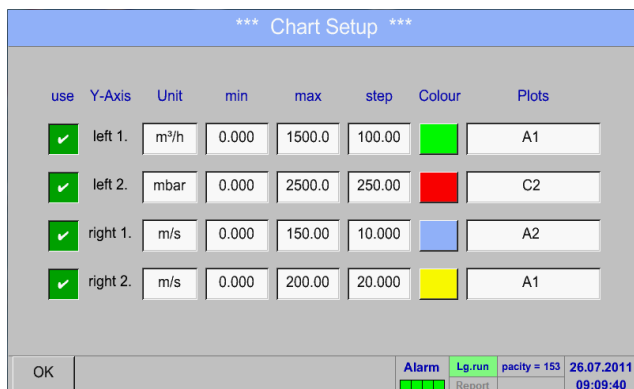 *** Chart Setup ***
use Y-Axis Unit min max step Colour Plots
left 1. m³/h 0.000 1500.0 100.00 A1
left 2. mbar 0.000 2500.0 250.00 C2
right 1. m/s 0.000 150.00 10.000 A2
right 2. m/s 0.000 200.00 20.000 A1
OK Alarm Lg.run pacity = 153 26.07.2011
Report 09:09:40